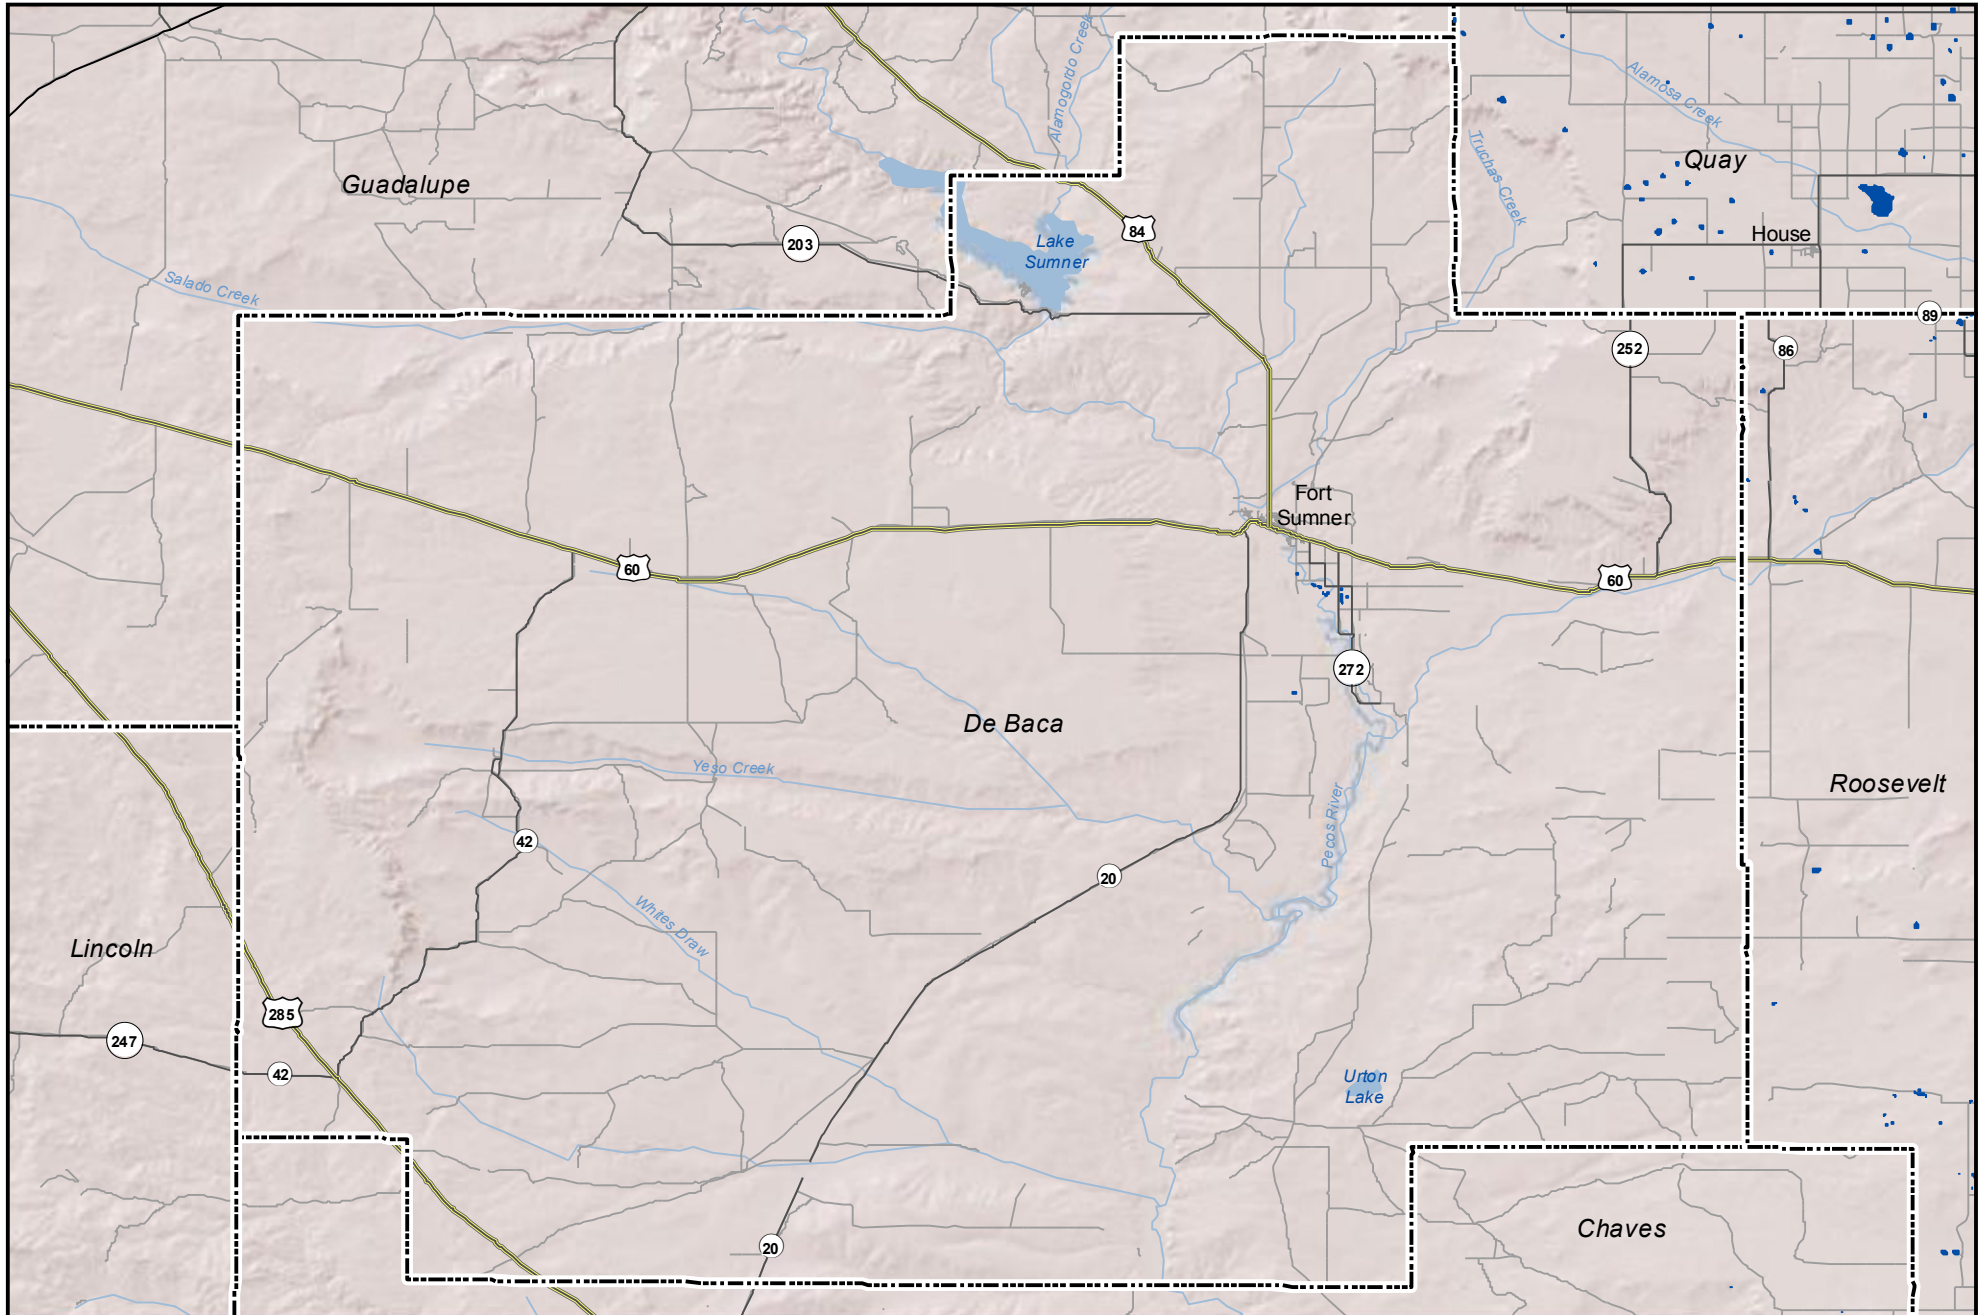 Alamogordo Creek
Alamosa Creek
Truchas Creek
Quay
Guadalupe
84
House
203
Lake
Sumner
Salado Creek
89
252
86
Fort
Sumner
60
60
272
De Baca
Yeso Creek
Roosevelt
Pecos River
42
20
Whites Draw
Lincoln
285
247
42
Urton
Lake
Chaves
20